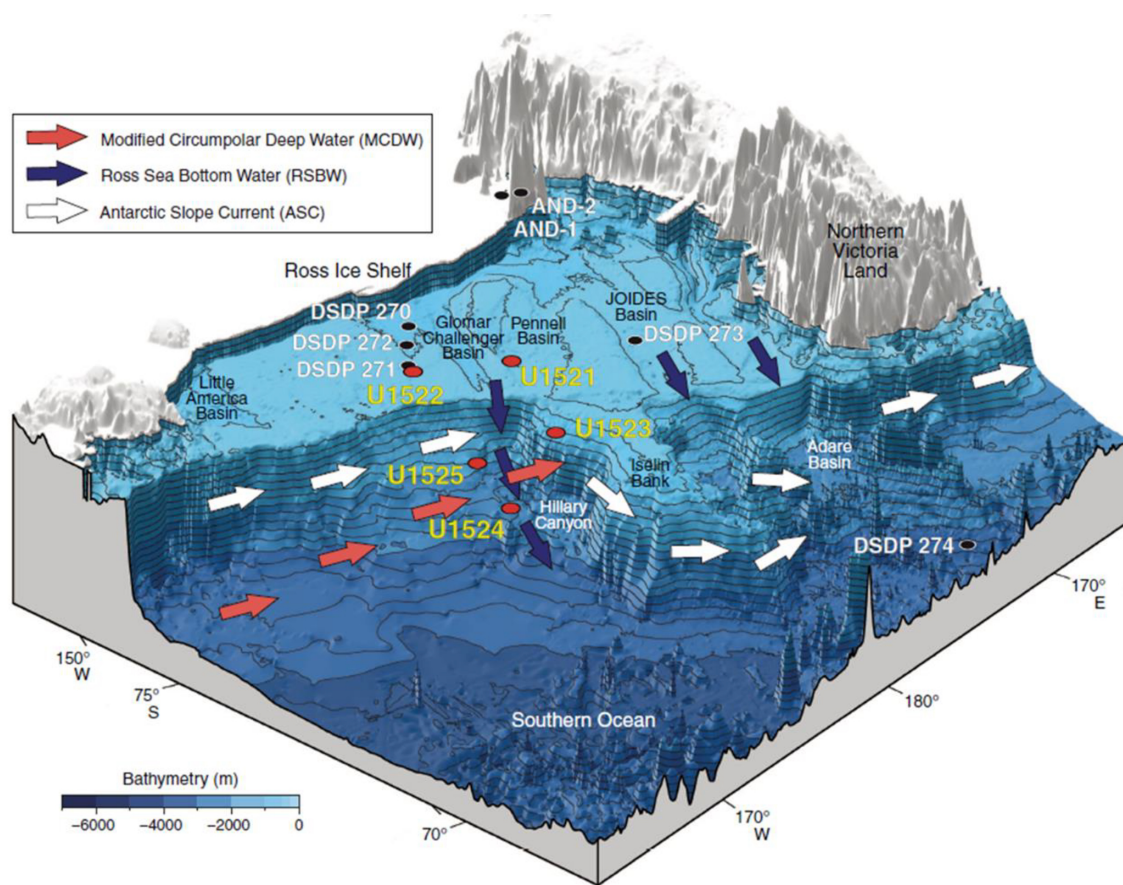 Modified Circumpolar Deep Water (MCDW)
Ross Sea Bottom Water (RSBW)
Antarctic Slope Current (ASC)
AND-2
AND-1
Northern
Victoria
Land
Ross Ice Shelf
DSDP 270
DSDP 272
DSDP 271
U1522
Glomar
Challenger
Basin
Pennell
Basin
JOIDES
Basin
DSDP 273
U1521
Little
America
Basin
U1523
U1525
Iselin
Bank
Adare
Basin
U1524
Hillary
Canyon
DSDP 274
170°
E
150°
W
75°
S
180°
Southern Ocean
Bathymetry (m)
−6000 −4000 −2000 0
70°
170°
W